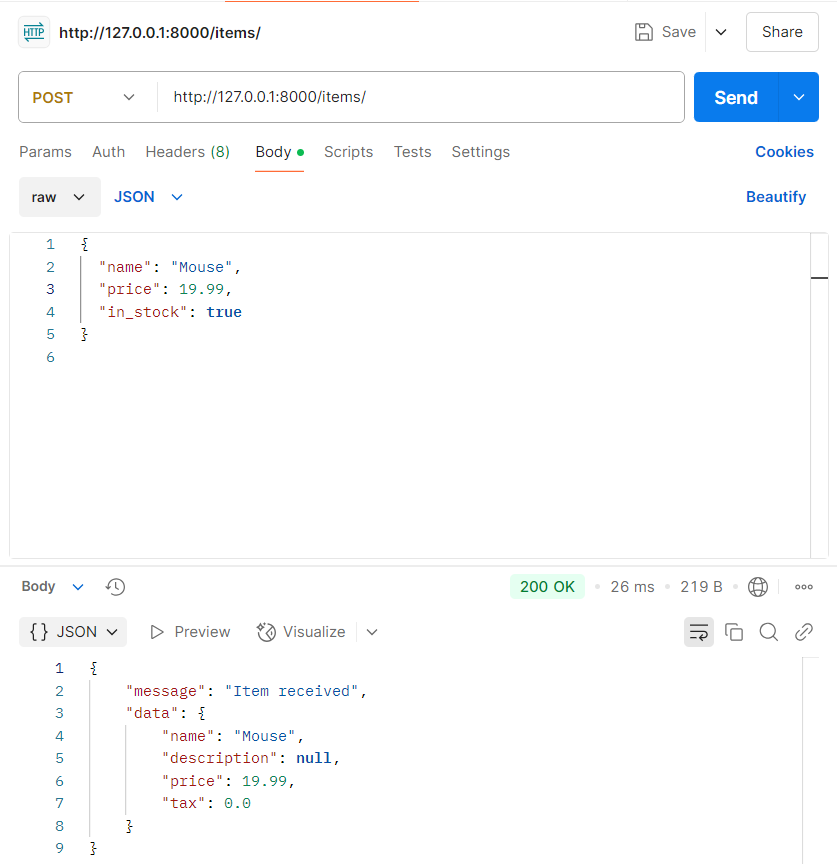 HTTP http://127.0.0.1:8000/items/ Save Share
POST http://127.0.0.1:8000/items/ Send
Params Auth Headers (8) Body Scripts Tests Settings Cookies
raw JSON Beautify
1 {
2 "name": "Mouse",
3 "price": 19.99,
4 "in_stock": true
5 }
6
Body 200 OK 26 ms 219 B
{} JSON Preview Visualize
1 {
2 "message": "Item received",
3 "data": {
4 "name": "Mouse",
5 "description": null,
6 "price": 19.99,
7 "tax": 0.0
8 }
9 }